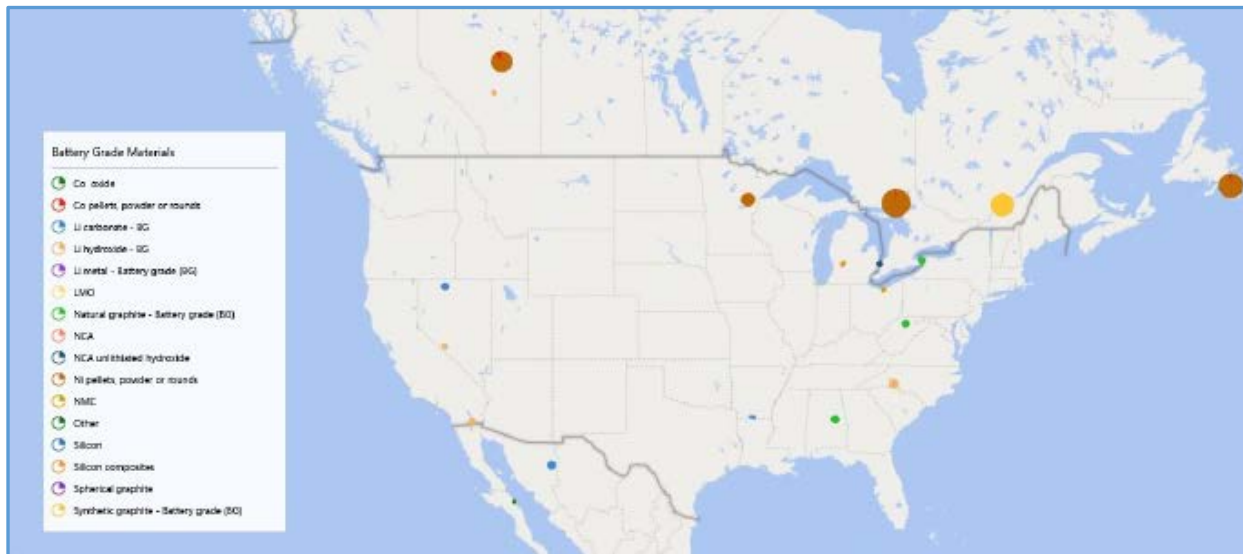 Battery Grade Materials
Co oxide
Co pellets, powder or rounds
Li carbonate - BG
Li hydroxide - BG
Li metal - Battery grade (BG)
LMO
Natural graphite - Battery grade (BG)
NCA
NCA unlithiated hydroxide
Ni pellets, powder or rounds
NMC
Other
Silicon
Silicon composites
Spherical graphite
Synthetic graphite - Battery grade (BG)